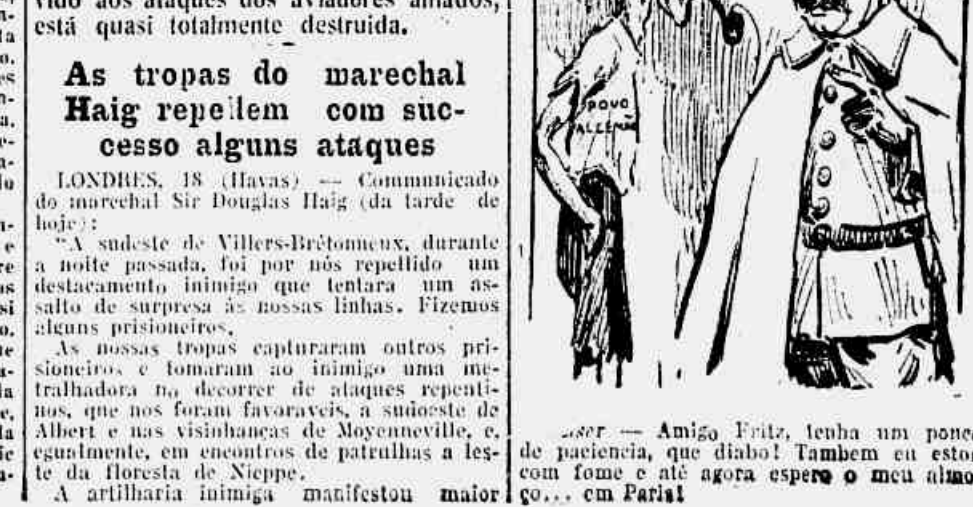 vido aos ataques dos aviadores alliados,
está quasi totalmente destruida.
As tropas do marechal
Haig repellem com suc-
cesso alguns ataques
LONDRES, 18 (Havas) — Communicado
do marechal Sir Douglas Haig (da tarde de
hoje):
"A sudeste de Villers-Brétonneux, durante
a noite passada, foi por nós repellido um
destacamento inimigo que tentara um as-
salto de surpresa ás nossas linhas. Fizemos
alguns prisioneiros.
As nossas tropas capturaram outros pri-
sioneiros e tomaram ao inimigo uma me-
tralhadora no decorrer de ataques repenti-
nos, que nos foram favoraveis, a sudoeste de
Albert e nas visinhanças de Moyenneville, e,
egualmente, em encontros de patrulhas a les-
te da floresta de Nieppe.
A artilharia inimiga manifestou maior
POVO
ALLEMÃO
— Amigo Fritz, tenha um pouco
de paciencia, que diabo! Tambem eu estou
com fome e até agora espero o meu almo-
ço... em Paris!